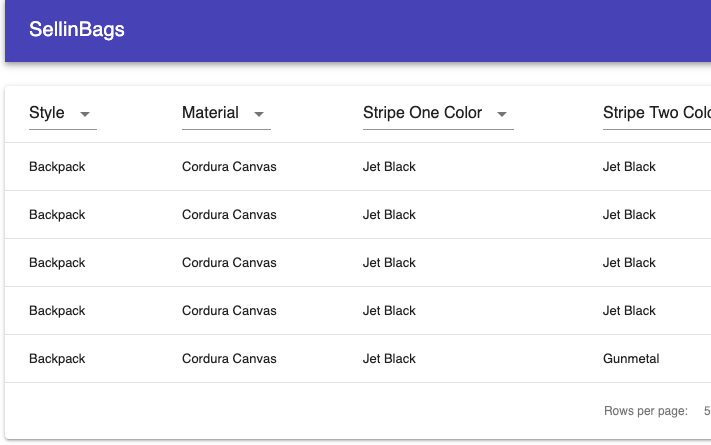 SellinBags
Style Material Stripe One Color Stripe Two
Backpack Cordura Canvas Jet Black Jet Black
Backpack Cordura Canvas Jet Black Jet Black
Backpack Cordura Canvas Jet Black Jet Black
Backpack Cordura Canvas Jet Black Jet Black
Backpack Cordura Canvas Jet Black Gunmetal
Rows per page: 5